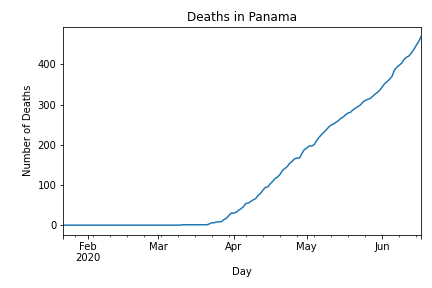 Deaths in Panama
Number of Deaths
400
300
200
100
0
Feb
2020
Mar
Apr
May
Jun
Day